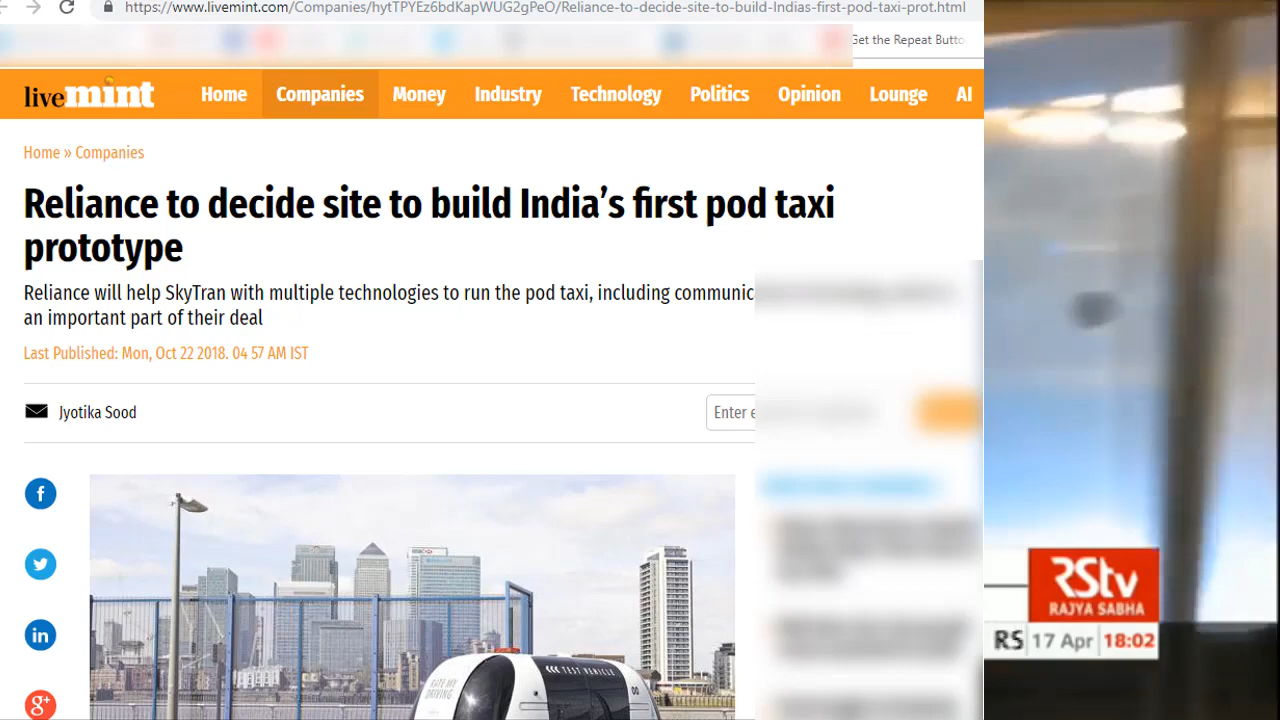 https://www.livemint.com/Companies/hytTPYEz6bdKapWUG2gPeO/Reliance-to-decide-site-to-build-Indias-first-pod-taxi-prot.html
Get the Repeat Butto
livemint Home Companies Money Industry Technology Politics Opinion Lounge AI
Home » Companies
Reliance to decide site to build India’s first pod taxi
prototype
Reliance will help SkyTran with multiple technologies to run the pod taxi, including communic
an important part of their deal
Last Published: Mon, Oct 22 2018. 04 57 AM IST
Jyotika Sood
Enter e
f
in
g+
RATE MY
DRIVING
<<< TEST VEHICLE
RSTV
RAJYA SABHA
RS 17 Apr 18:02